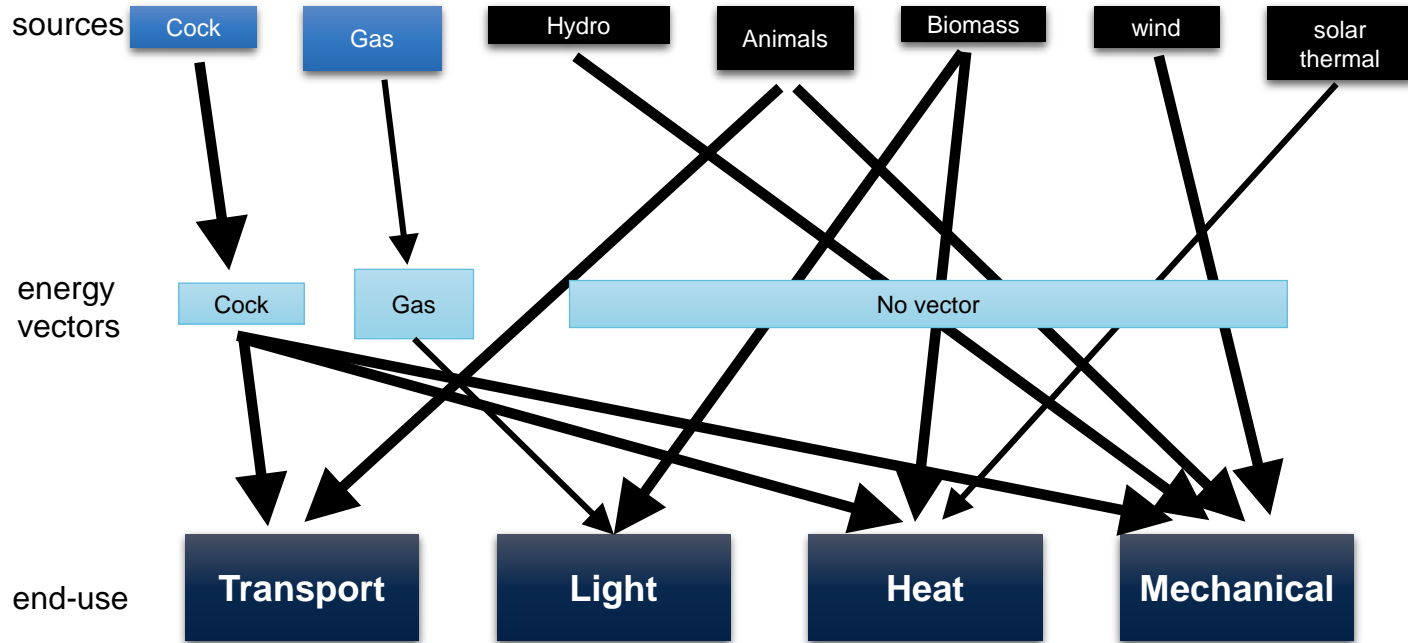 sources
Cock
Gas
Hydro
Animals
Biomass
wind
solar
thermal
energy
vectors
Cock
Gas
No vector
end-use
Transport
Light
Heat
Mechanical